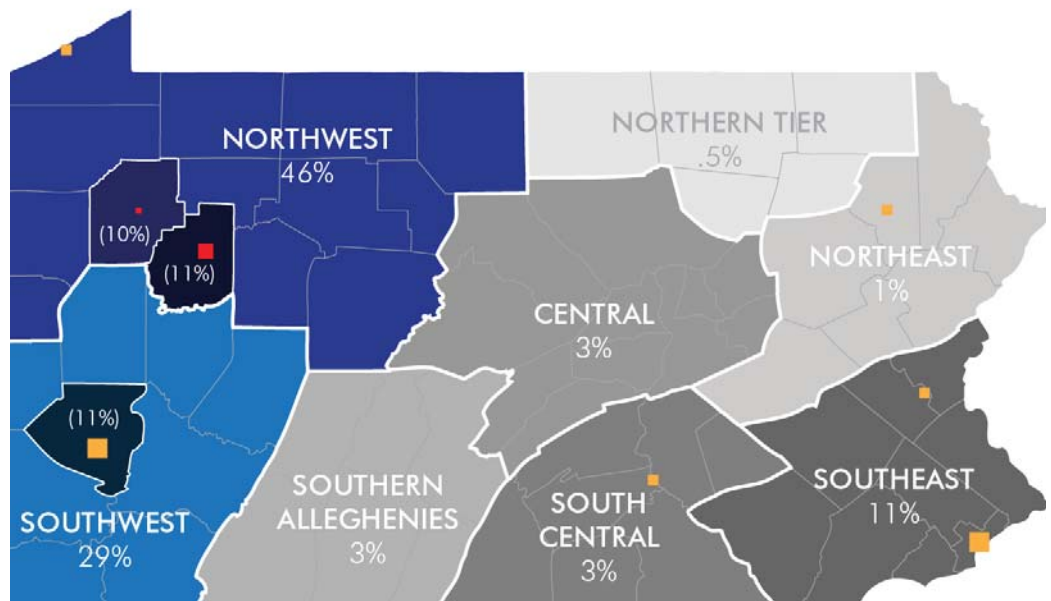 NORTHWEST
46%
NORTHERN TIER
.5%
(10%)
(11%)
NORTHEAST
1%
CENTRAL
3%
(11%)
SOUTHWEST
29%
SOUTHERN
ALLEGHENIES
3%
SOUTH
CENTRAL
3%
SOUTHEAST
11%